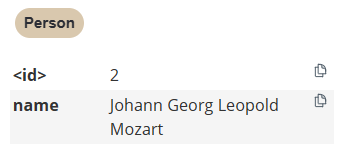 Person
<id> 2
name Johann Georg Leopold
Mozart